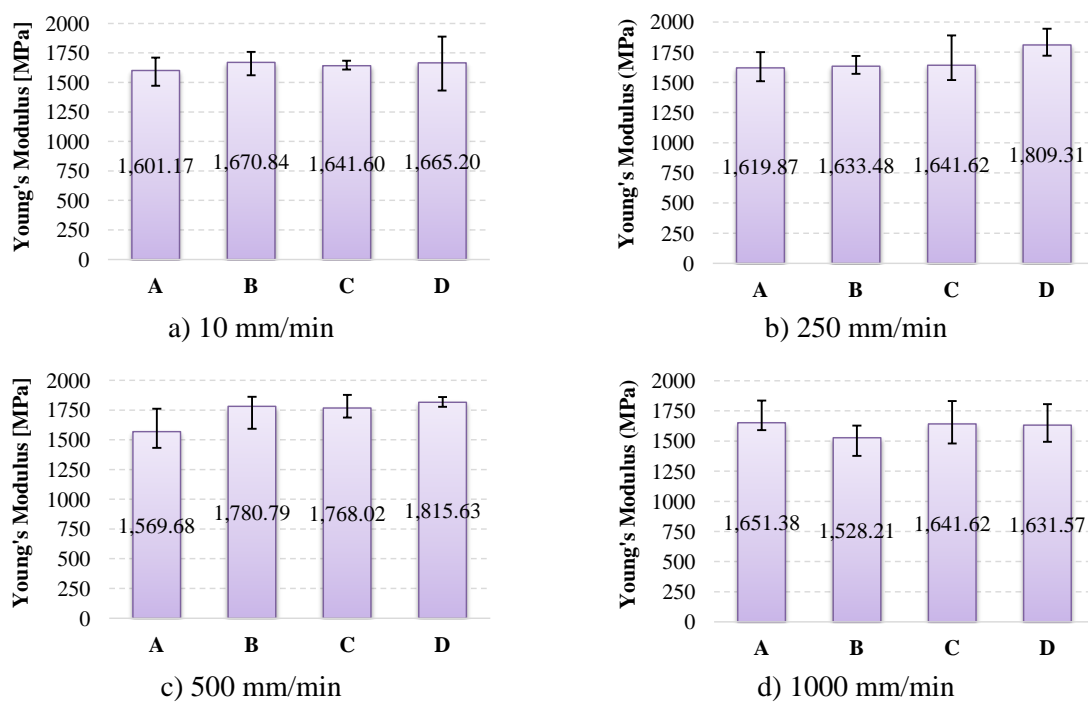 Young's Modulus [MPa]
2000
1750
1500
1250
1000
750
500
250
0
1,601.17
1,670.84
1,641.60
1,665.20
A
B
C
D
a) 10 mm/min
Young's Modulus (MPa)
2000
1750
1500
1250
1000
750
500
250
0
1,619.87
1,633.48
1,641.62
1,809.31
A
B
C
D
b) 250 mm/min
Young's Modulus [MPa]
2000
1750
1500
1250
1000
750
500
250
0
1,569.68
1,780.79
1,768.02
1,815.63
A
B
C
D
c) 500 mm/min
Young's Modulus (MPa)
2000
1750
1500
1250
1000
750
500
250
0
1,651.38
1,528.21
1,641.62
1,631.57
A
B
C
D
d) 1000 mm/min